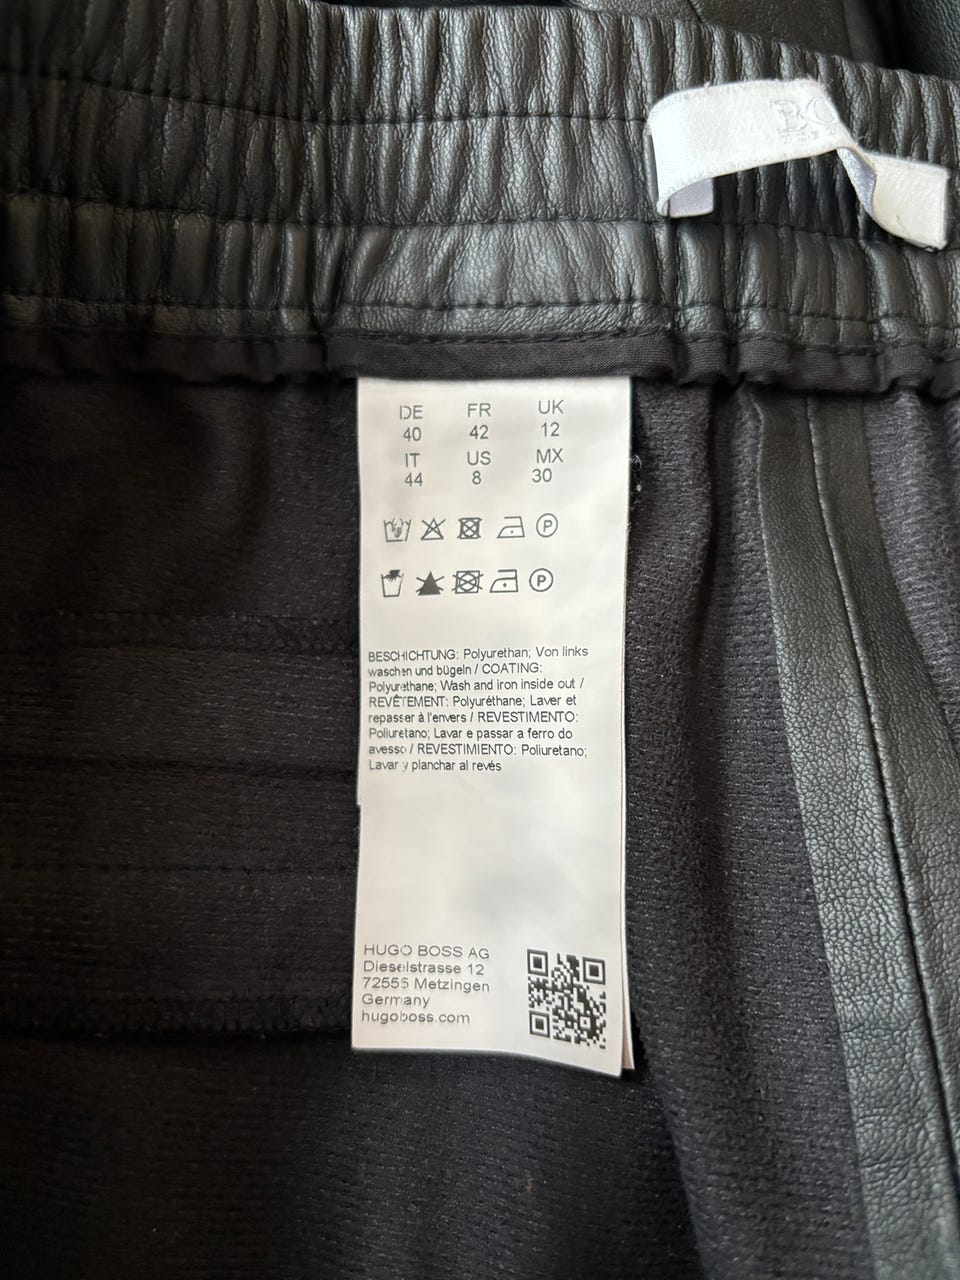 DE FR UK
40 42 12
IT US MX
44 8 30
P
P
BESCHICHTUNG: Polyurethan; Von links
waschen und bügeln / COATING:
Polyurethane; Wash and iron inside out /
REVÊTEMENT: Polyuréthane; Laver et
repasser à l'envers / REVESTIMENTO:
Poliuretano; Lavar e passar a ferro do
avesso / REVESTIMIENTO: Poliuretano;
Lavar y planchar al revés
HUGO BOSS AG
Dieselstrasse 12
72555 Metzingen
Germany
hugoboss.com